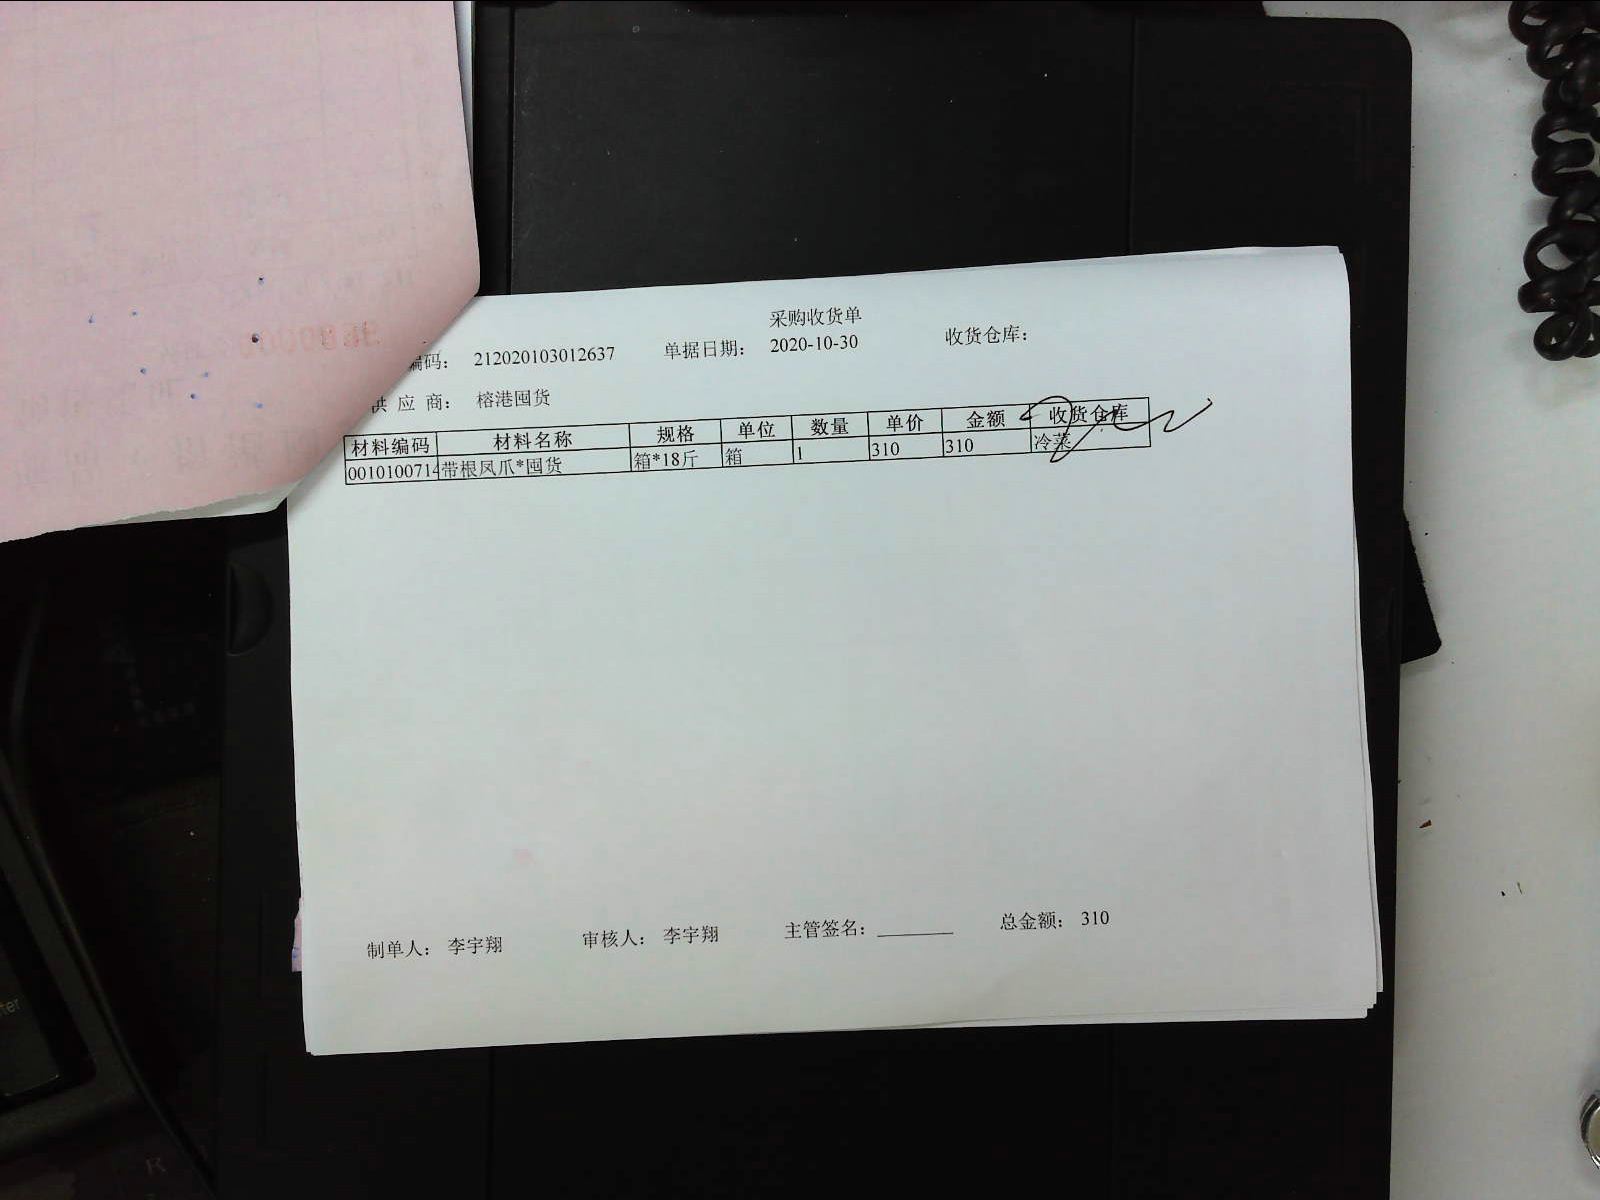 采购收货单
编码： 212020103012637 单据日期： 2020-10-30 收货仓库：
供 应 商： 榕港囤货
材料编码 材料名称 规格 单位 数量 单价 金额 收货仓库
0010100714 带根凤爪*囤货 箱*18斤 箱 1 310 310 冷菜
制单人： 李宇翔 审核人： 李宇翔 主管签名：________ 总金额： 310
ter
R